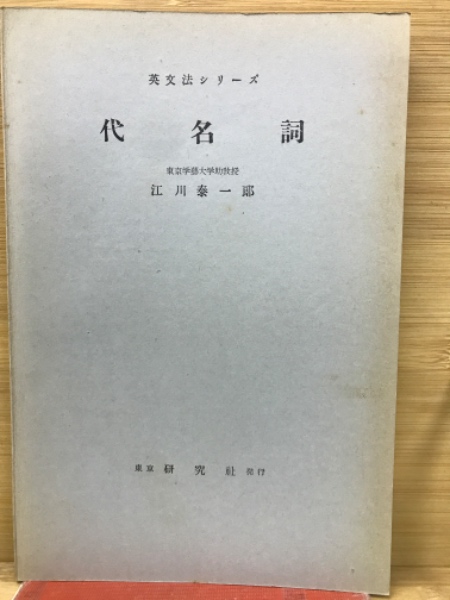 英文法シリーズ
代名詞
東京学藝大学助教授
江川泰一郎
東京 研究社 発行